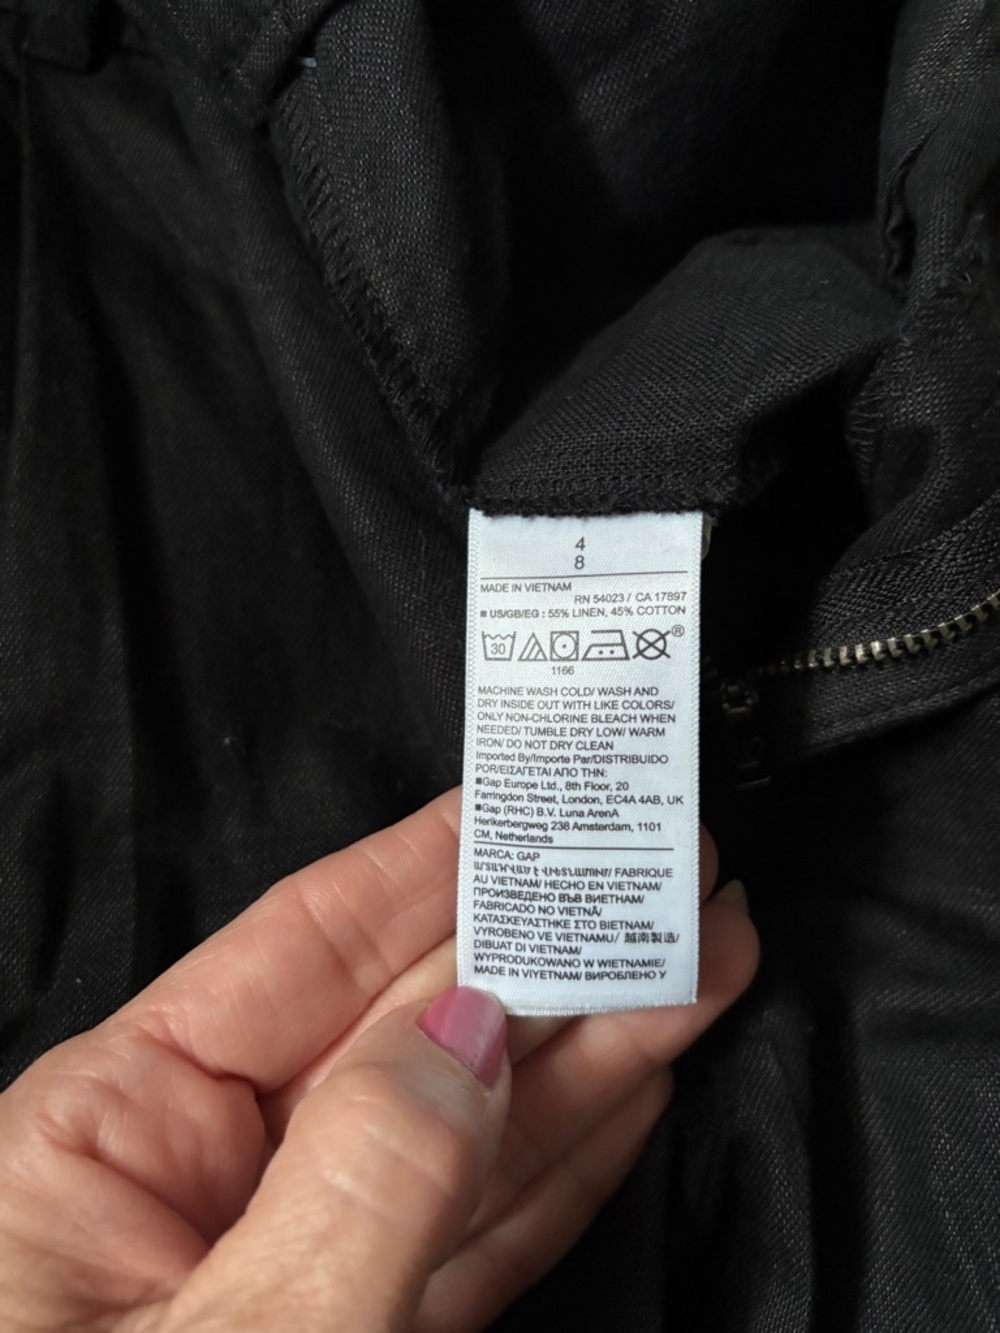 4
8
MADE IN VIETNAM
RN 54023 / CA 17897
■ US/GB/EG : 55% LINEN, 45% COTTON
30
®
1166
MACHINE WASH COLD/ WASH AND
DRY INSIDE OUT WITH LIKE COLORS/
ONLY NON-CHLORINE BLEACH WHEN
NEEDED/ TUMBLE DRY LOW/ WARM
IRON/ DO NOT DRY CLEAN
Imported By/Importe Par/DISTRIBUIDO
POR/ΕΙΣΑΓΕΤΑΙ ΑΠΟ ΤΗΝ:
■Gap Europe Ltd., 8th Floor, 20
Farringdon Street, London, EC4A 4AB, UK
■Gap (RHC) B.V. Luna ArenA
Herikerbergweg 238 Amsterdam, 1101
CM, Netherlands
MARCA: GAP
FABRIQUE
AU VIETNAM/ HECHO EN VIETNAM/
ПРОИЗВЕДЕНО ВЪВ ВИЕТНАМ/
FABRICADO NO VIETNÃ/
ΚΑΤΑΣΚΕΥΑΣΤΗΚΕ ΣΤΟ ΒΙΕΤΝΑΜ/
VYROBENO VE VIETNAMU/ 越南製造/
DIBUAT DI VIETNAM/
WYPRODUKOWANO W WIETNAMIE/
MADE IN VIYETNAM/ ВИРОБЛЕНО У